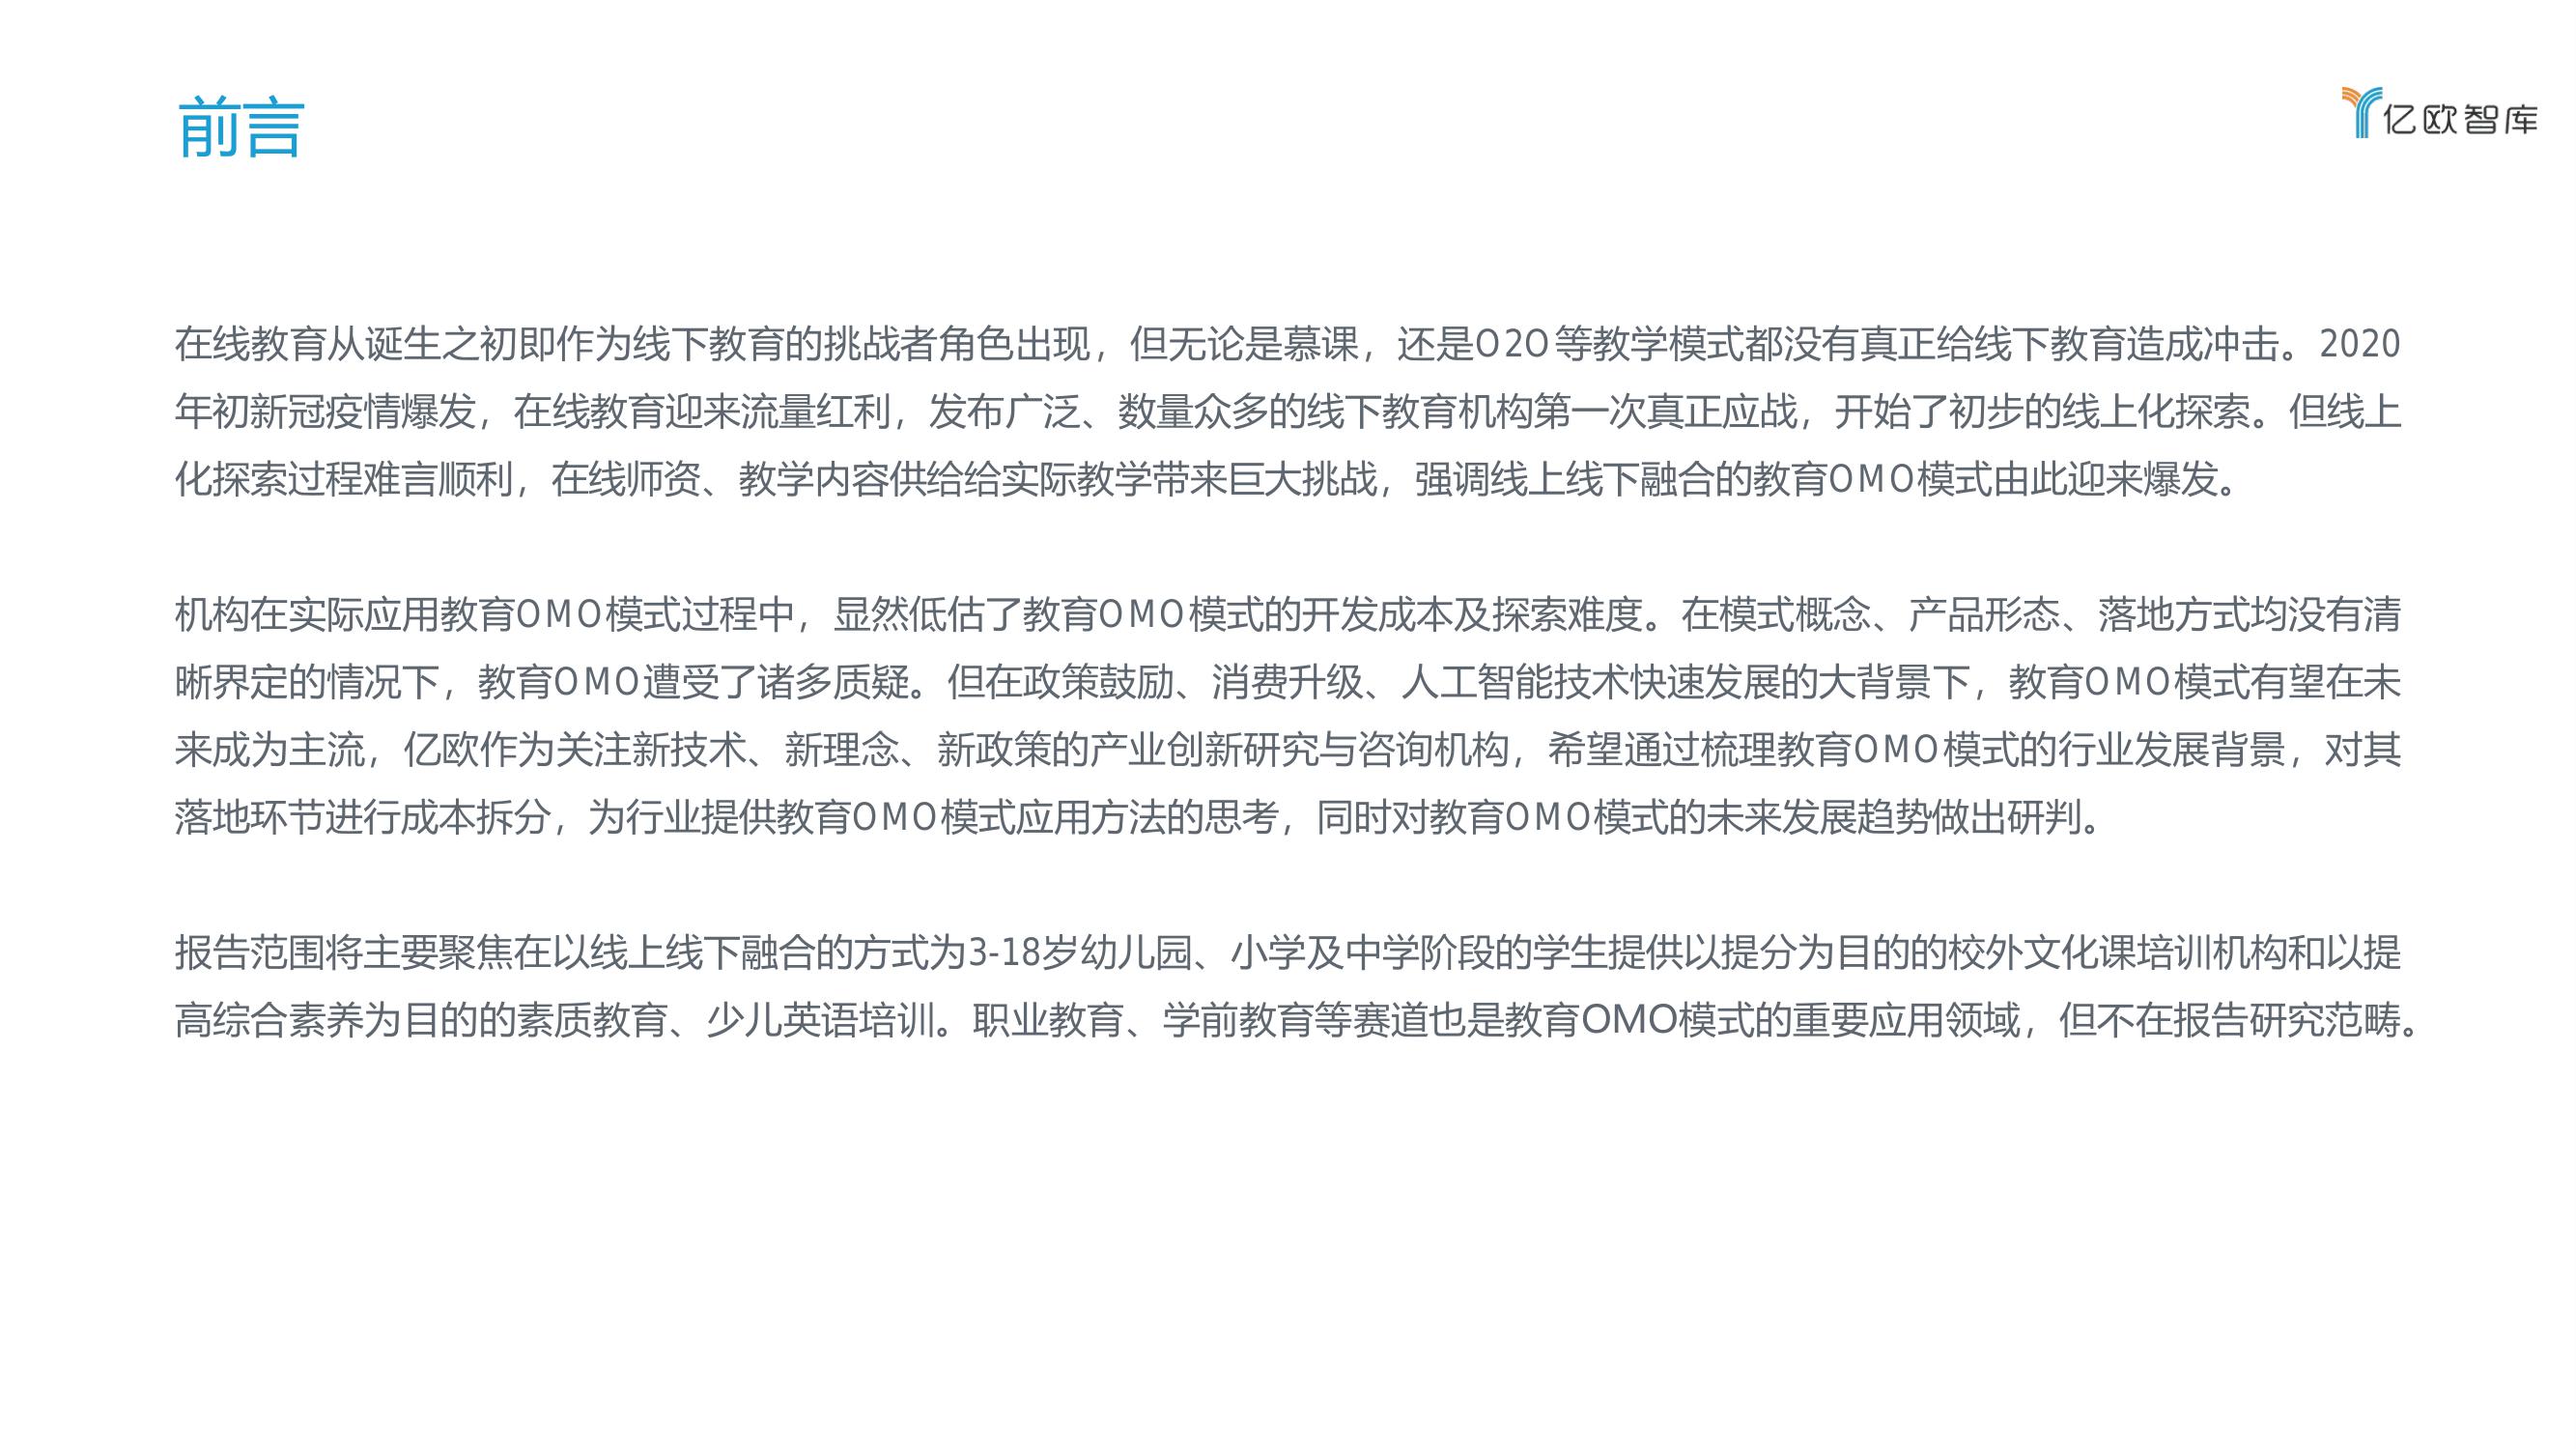 前言
亿欧智库
在线教育从诞生之初即作为线下教育的挑战者角色出现，但无论是慕课，还是O2O等教学模式都没有真正给线下教育造成冲击。2020
年初新冠疫情爆发，在线教育迎来流量红利，发布广泛、数量众多的线下教育机构第一次真正应战，开始了初步的线上化探索。但线上
化探索过程难言顺利，在线师资、教学内容供给给实际教学带来巨大挑战，强调线上线下融合的教育OMO模式由此迎来爆发。
机构在实际应用教育OMO模式过程中，显然低估了教育OMO模式的开发成本及探索难度。在模式概念、产品形态、落地方式均没有清
晰界定的情况下，教育OMO遭受了诸多质疑。但在政策鼓励、消费升级、人工智能技术快速发展的大背景下，教育OMO模式有望在未
来成为主流，亿欧作为关注新技术、新理念、新政策的产业创新研究与咨询机构，希望通过梳理教育OMO模式的行业发展背景，对其
落地环节进行成本拆分，为行业提供教育OMO模式应用方法的思考，同时对教育OMO模式的未来发展趋势做出研判。
报告范围将主要聚焦在以线上线下融合的方式为3-18岁幼儿园、小学及中学阶段的学生提供以提分为目的的校外文化课培训机构和以提
高综合素养为目的的素质教育、少儿英语培训。职业教育、学前教育等赛道也是教育OMO模式的重要应用领域，但不在报告研究范畴。